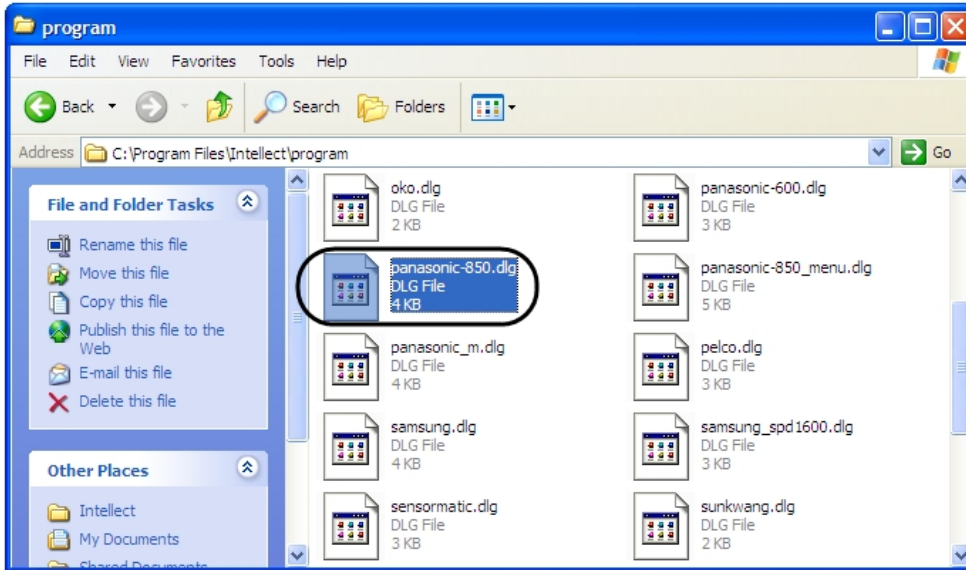 program
File Edit View Favorites Tools Help
Back Search Folders
Address C:\Program Files\Intellect\program Go
File and Folder Tasks
Rename this file
Move this file
Copy this file
Publish this file to the
Web
E-mail this file
Delete this file
Other Places
Intellect
My Documents
Shared Documents
oko.dlg
DLG File
2 KB
panasonic-600.dlg
DLG File
3 KB
panasonic-850.dlg
DLG File
4 KB
panasonic-850_menu.dlg
DLG File
5 KB
panasonic_m.dlg
DLG File
4 KB
pelco.dlg
DLG File
3 KB
samsung.dlg
DLG File
4 KB
samsung_spd1600.dlg
DLG File
3 KB
sensormatic.dlg
DLG File
3 KB
sunkwang.dlg
DLG File
2 KB